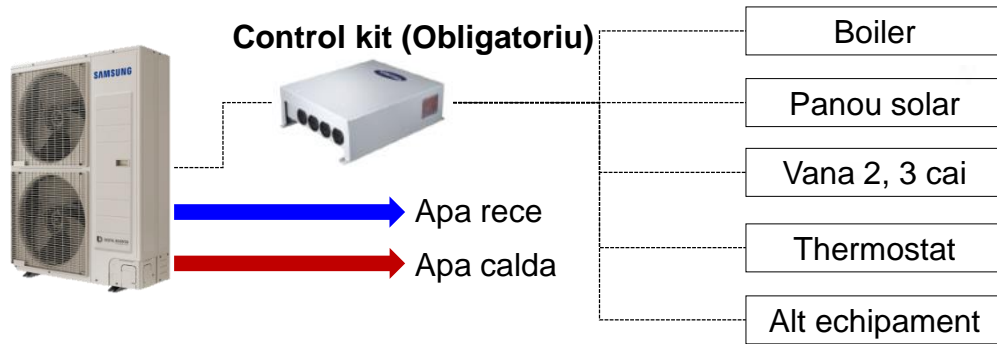 Control kit (Obligatoriu)
SAMSUNG
Apa rece
Apa calda
Boiler
Panou solar
Vana 2, 3 cai
Thermostat
Alt echipament